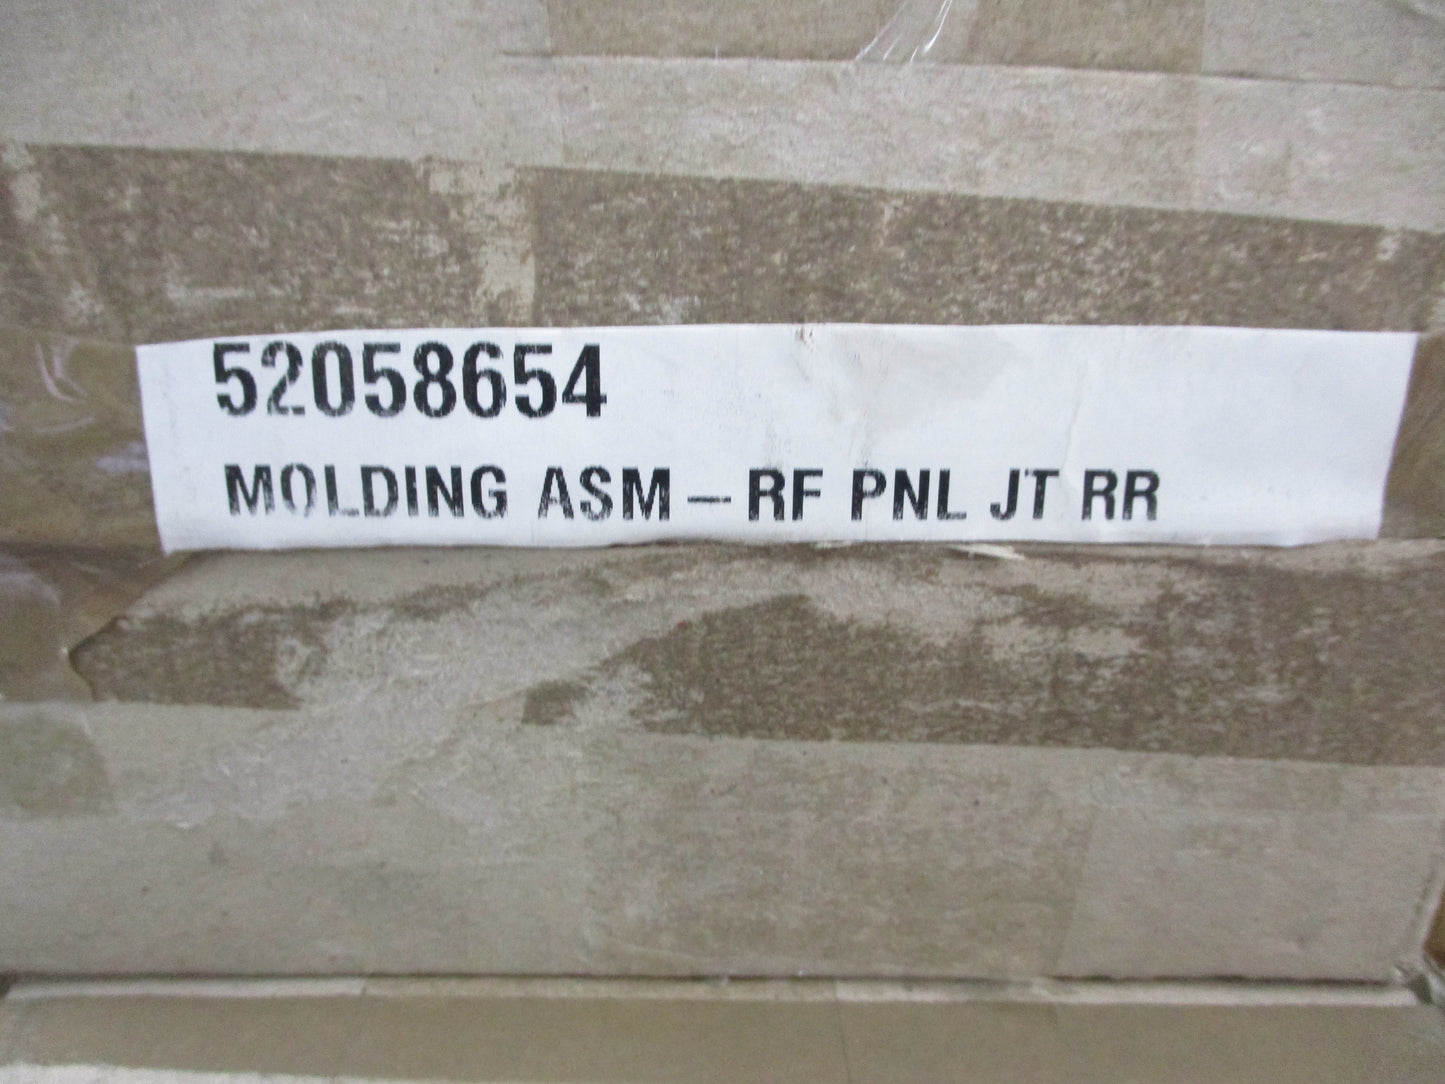 52058654
MOLDING ASM - RF PNL JT RR